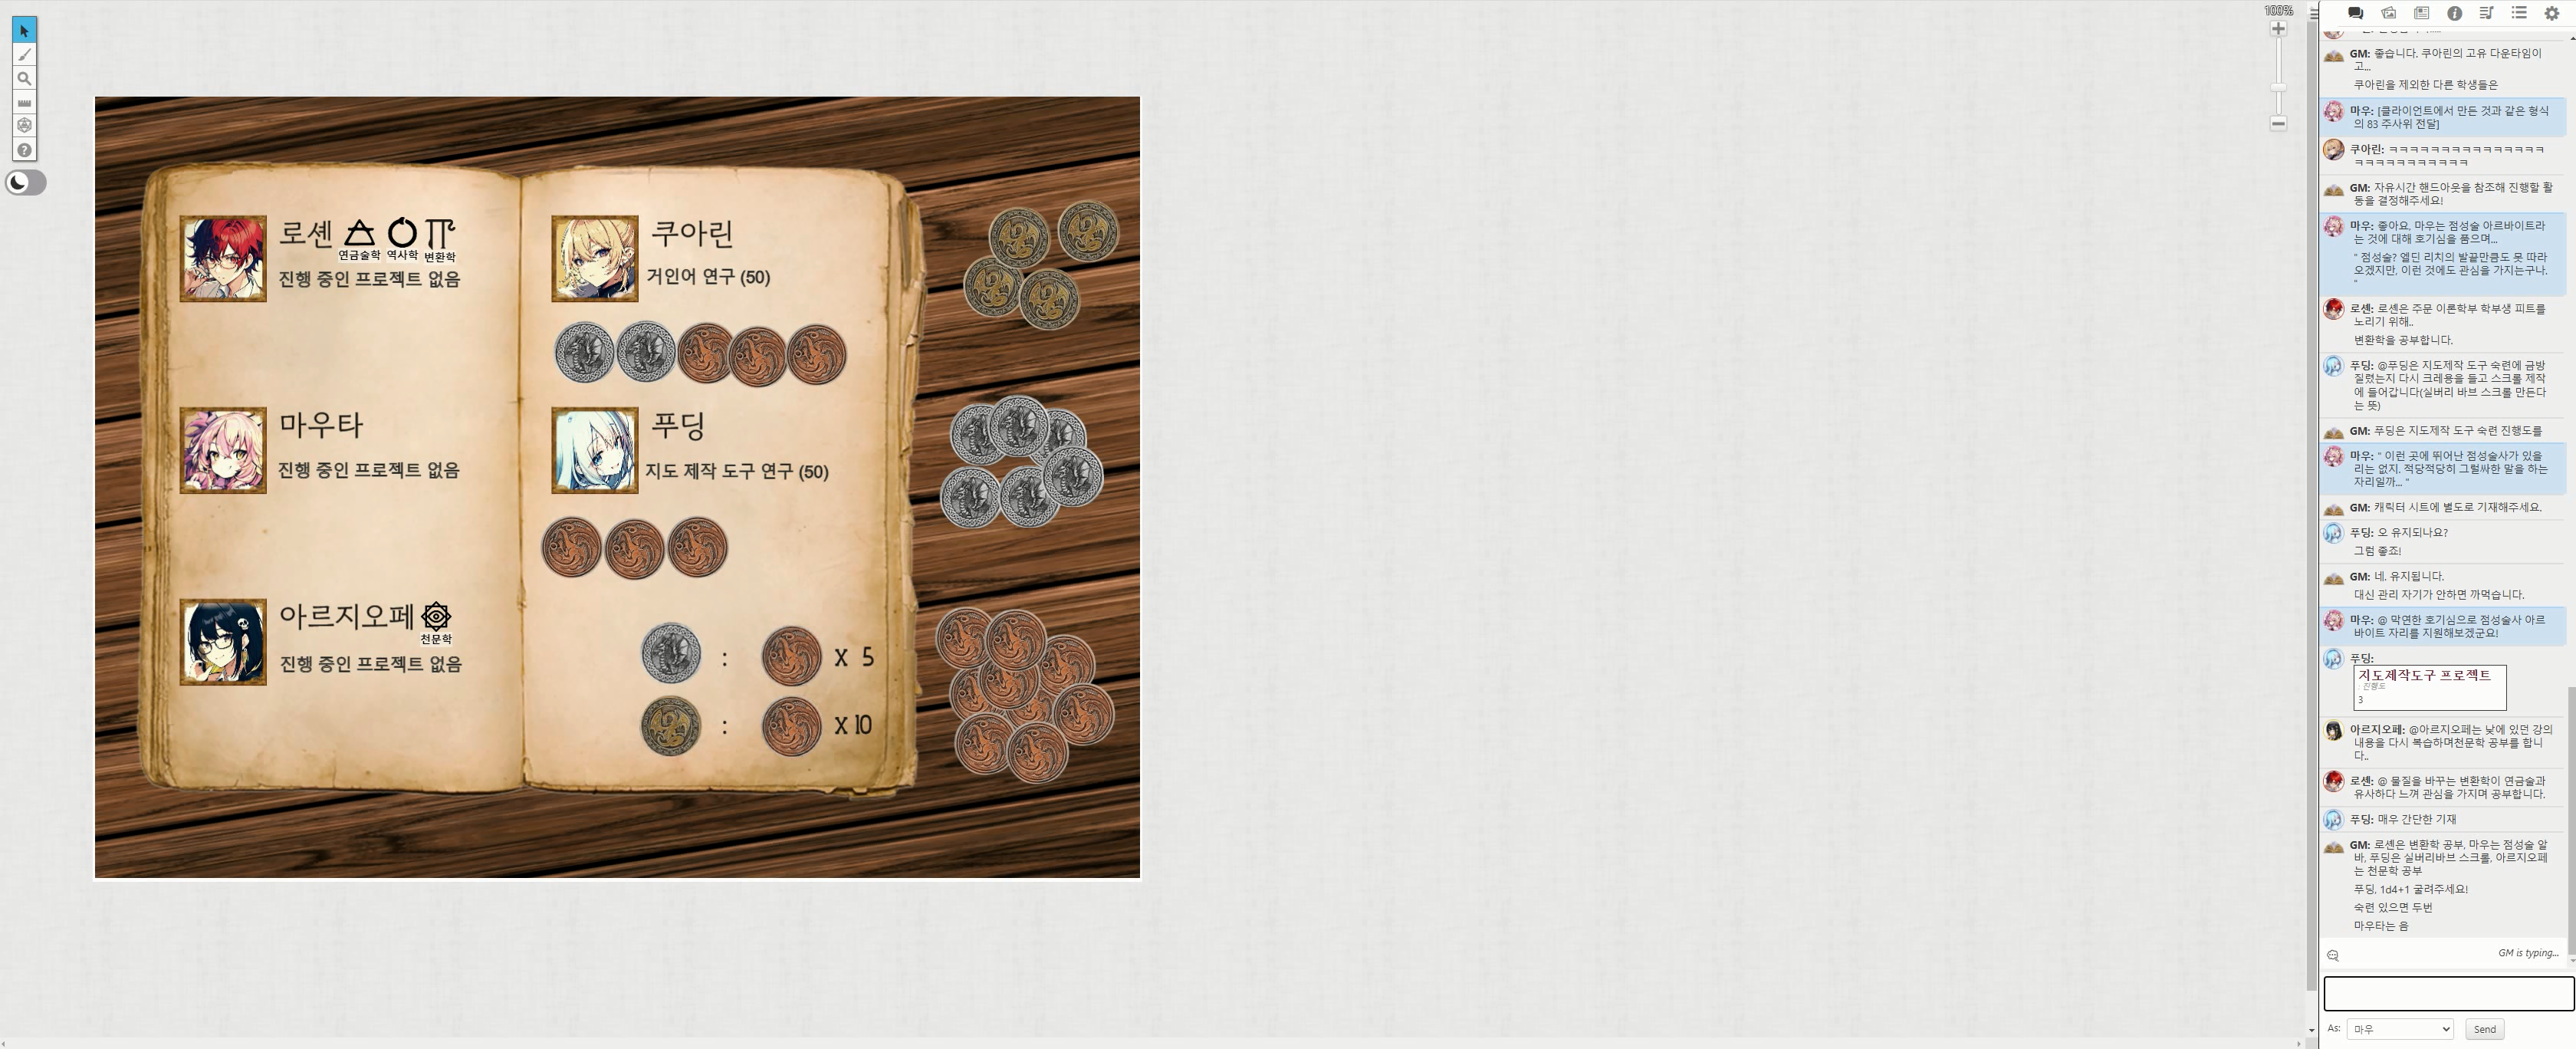 100%
로센
연금술학 역사학 변환학
진행 중인 프로젝트 없음
쿠아린
거인어 연구 (50)
마우타
진행 중인 프로젝트 없음
푸딩
지도 제작 도구 연구 (50)
아르지오페
천문학
진행 중인 프로젝트 없음
: X 5
: X 10
GM: 좋습니다. 쿠아린의 고유 다운타임이
고...
쿠아린을 제외한 다른 학생들은
마우: [클라이언트에서 만든 것과 같은 형식
의 83 주사위 전달]
쿠아린: ㅋㅋㅋㅋㅋㅋㅋㅋㅋㅋㅋㅋㅋㅋㅋ
ㅋㅋㅋㅋㅋㅋㅋㅋㅋㅋㅋ
GM: 자유시간 핸드아웃을 참조해 진행할 활
동을 결정해주세요!
마우: 좋아요, 마우는 점성술 아르바이트라
는 것에 대해 호기심을 품으며...
" 점성술? 엘딘 리치의 발끝만큼도 못 따라
오겠지만, 이런 것에도 관심을 가지는구나.
"
로센: 로센은 주문 이론학부 학부생 피트를
노리기 위해..
변환학을 공부합니다.
푸딩: @푸딩은 지도제작 도구 숙련에 금방
질렸는지 다시 크레용을 들고 스크롤 제작
에 들어갑니다(실버리 바브 스크롤 만든다
는 뜻)
GM: 푸딩은 지도제작 도구 숙련 진행도를
마우: " 이런 곳에 뛰어난 점성술사가 있을
리는 없지. 적당적당히 그럴싸한 말을 하는
자리일까... "
GM: 캐릭터 시트에 별도로 기재해주세요.
푸딩: 오 유지되나요?
그럼 좋죠!
GM: 네. 유지됩니다.
대신 관리 자기가 안하면 까먹습니다.
마우: @ 막연한 호기심으로 점성술사 아르
바이트 자리를 지원해보겠군요!
푸딩:
지도제작도구 프로젝트
: 진행도
3
아르지오페: @아르지오페는 낮에 있던 강의
내용을 다시 복습하며천문학 공부를 합니
다..
로센: @ 물질을 바꾸는 변환학이 연금술과
유사하다 느껴 관심을 가지며 공부합니다.
푸딩: 매우 간단한 기재
GM: 로센은 변환학 공부, 마우는 점성술 알
바, 푸딩은 실버리바브 스크롤, 아르지오페
는 천문학 공부
푸딩, 1d4+1 굴려주세요!
숙련 있으면 두번
마우타는 음
GM is typing...
As: 마우 Send